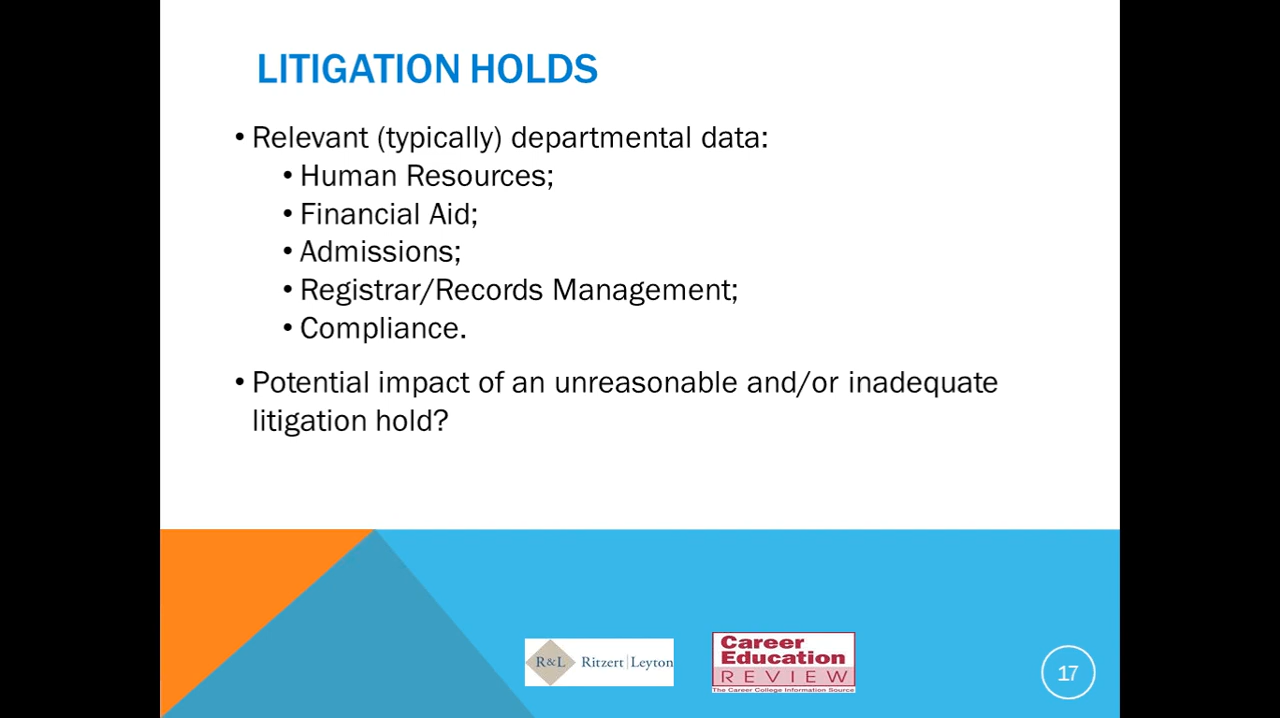 LITIGATION HOLDS
• Relevant (typically) departmental data:
• Human Resources;
• Financial Aid;
• Admissions;
• Registrar/Records Management;
• Compliance.
• Potential impact of an unreasonable and/or inadequate
litigation hold?
R&L Ritzert|Leyton
Career
Education
REVIEW
The Career College Information Source
17